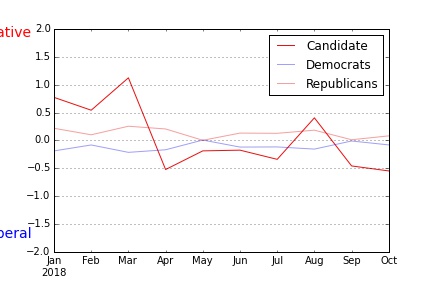 2.0
ative
Candidate
Democrats
Republicans
1.5
1.0
0.5
0.0
−0.5
−1.0
−1.5
beral
−2.0
Jan Feb Mar Apr May Jun Jul Aug Sep Oct
2018